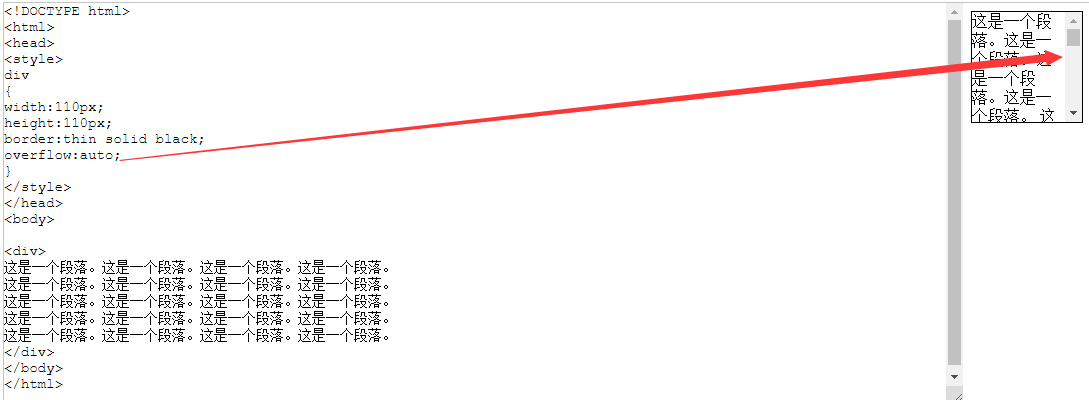 <!DOCTYPE html>
<html>
<head>
<style>
div
{
width:110px;
height:110px;
border:thin solid black;
overflow:auto;
}
</style>
</head>
<body>
<div>
这是一个段落。这是一个段落。这是一个段落。这是一个段落。
这是一个段落。这是一个段落。这是一个段落。这是一个段落。
这是一个段落。这是一个段落。这是一个段落。这是一个段落。
这是一个段落。这是一个段落。这是一个段落。这是一个段落。
这是一个段落。这是一个段落。这是一个段落。这是一个段落。
</div>
</body>
</html>
这是一个段
落。这是一
个段落。这
是一个段
落。这是一
个段落。 这